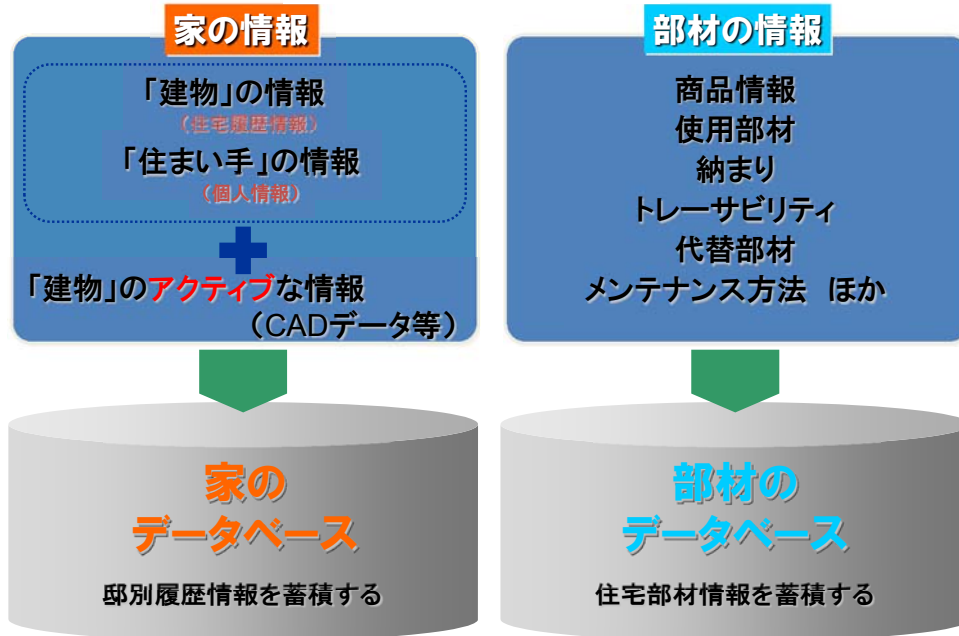 家の情報
「建物」の情報
(住宅履歴情報)
「住まい手」の情報
(個人情報)
「建物」のアクティブな情報
(CADデータ等)
家の
データベース
邸別履歴情報を蓄積する
部材の情報
商品情報
使用部材
納まり
トレーサビリティ
代替部材
メンテナンス方法 ほか
部材の
データベース
住宅部材情報を蓄積する